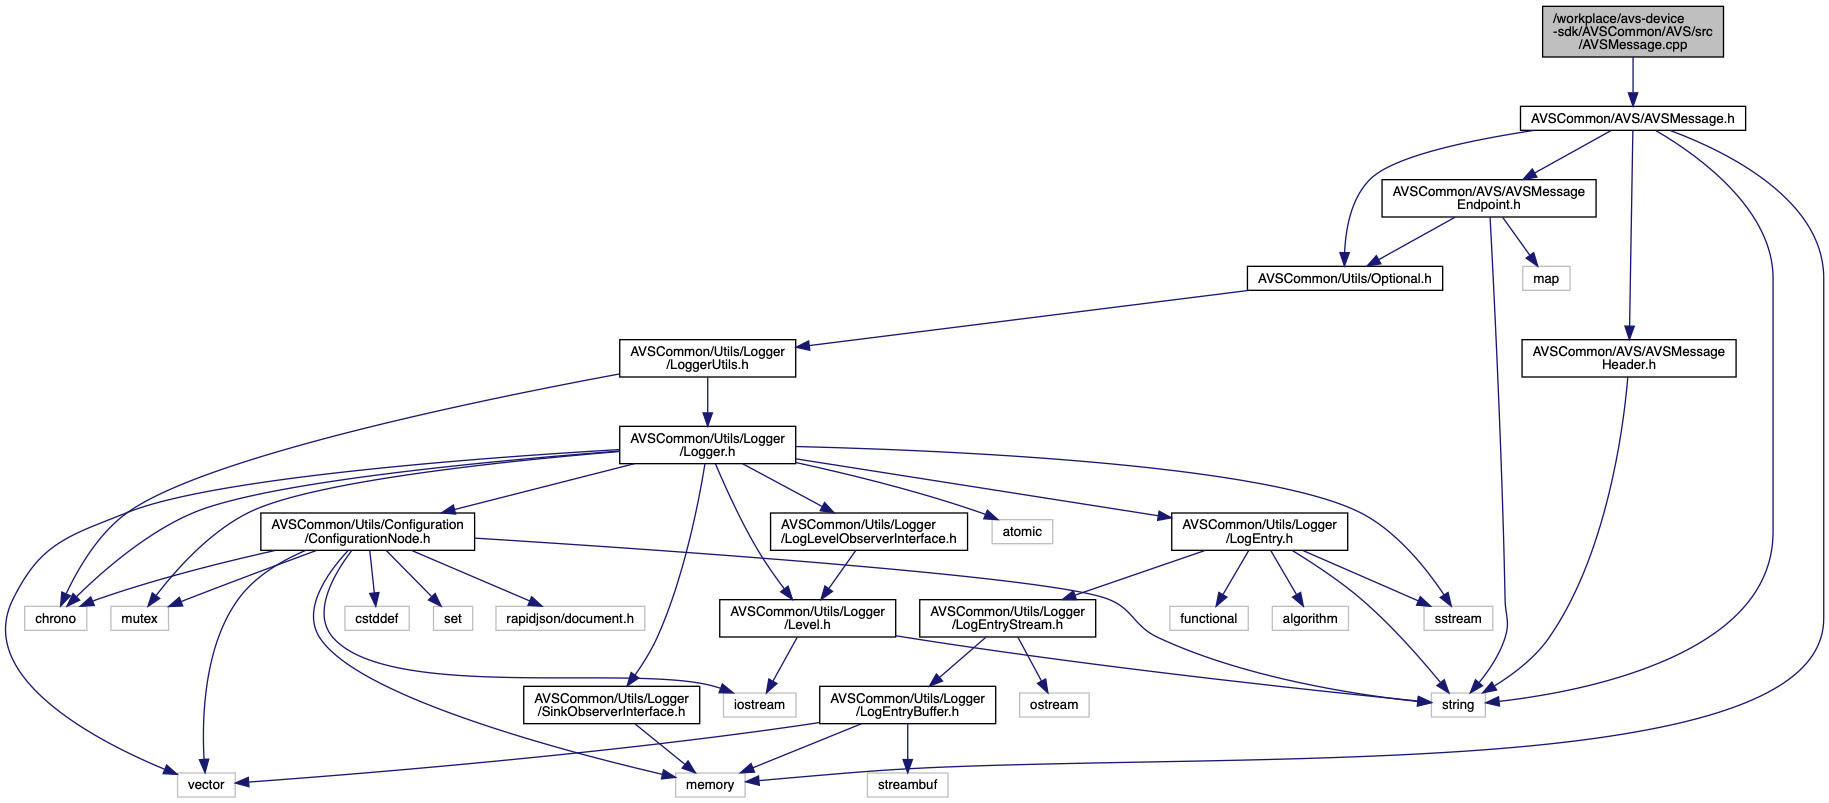 /workplace/avs-device
-sdk/AVSCommon/AVS/src
/AVSMessage.cpp
AVSCommon/AVS/AVSMessage.h
AVSCommon/AVS/AVSMessage
Endpoint.h
AVSCommon/Utils/Optional.h
map
AVSCommon/Utils/Logger
/LoggerUtils.h
AVSCommon/AVS/AVSMessage
Header.h
AVSCommon/Utils/Logger
/Logger.h
AVSCommon/Utils/Configuration
/ConfigurationNode.h
AVSCommon/Utils/Logger
/LogLevelObserverInterface.h
atomic
AVSCommon/Utils/Logger
/LogEntry.h
chrono
mutex
cstddef
set
rapidjson/document.h
AVSCommon/Utils/Logger
/Level.h
AVSCommon/Utils/Logger
/LogEntryStream.h
functional
algorithm
sstream
AVSCommon/Utils/Logger
/SinkObserverInterface.h
iostream
AVSCommon/Utils/Logger
/LogEntryBuffer.h
ostream
string
vector
memory
streambuf